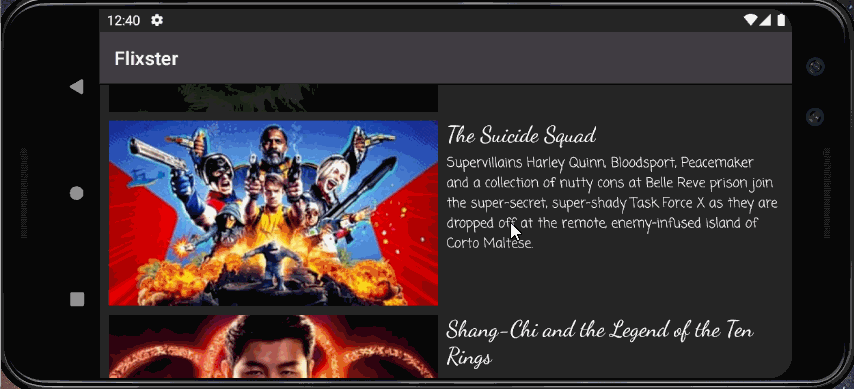 12:40
Flixster
The Suicide Squad
Supervillains Harley Quinn, Bloodsport, Peacemaker
and a collection of nutty cons at Belle Reve prison join
the super-secret, super-shady Task Force X as they are
dropped off at the remote, enemy-infused island of
Corto Maltese.
Shang-Chi and the Legend of the Ten
Rings